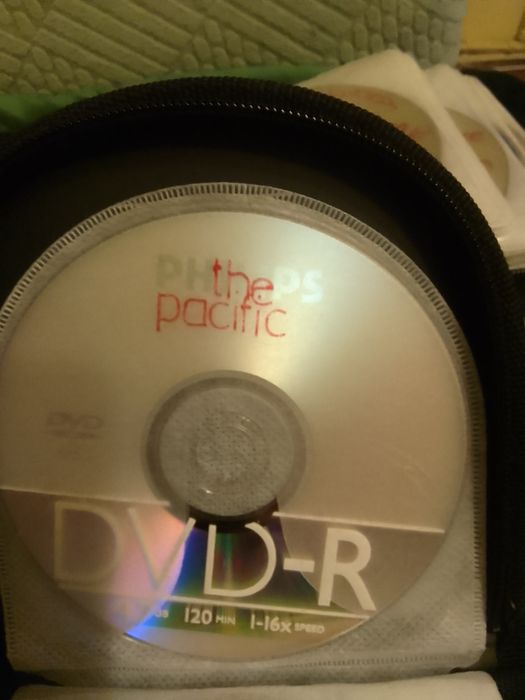 PHILIPS
the
pacific
DVD
DVD-R
120 MIN 1-16x SPEED